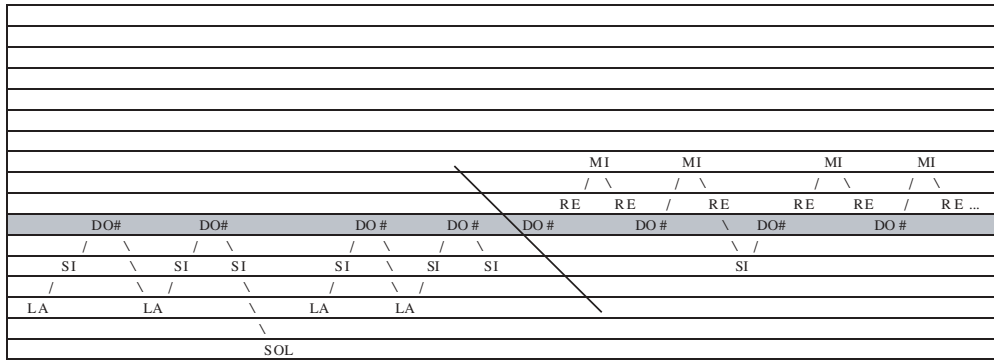 MI MI MI MI
/ \ / \ / \ / \
RE RE / RE RE RE / RE ...
DO# DO# DO # DO # DO # DO # \ DO# DO #
/ \ / \ / \ / \ \ /
SI \ SI SI SI \ SI SI SI
/ \ / \ / \ /
LA LA \ LA LA
\
SOL